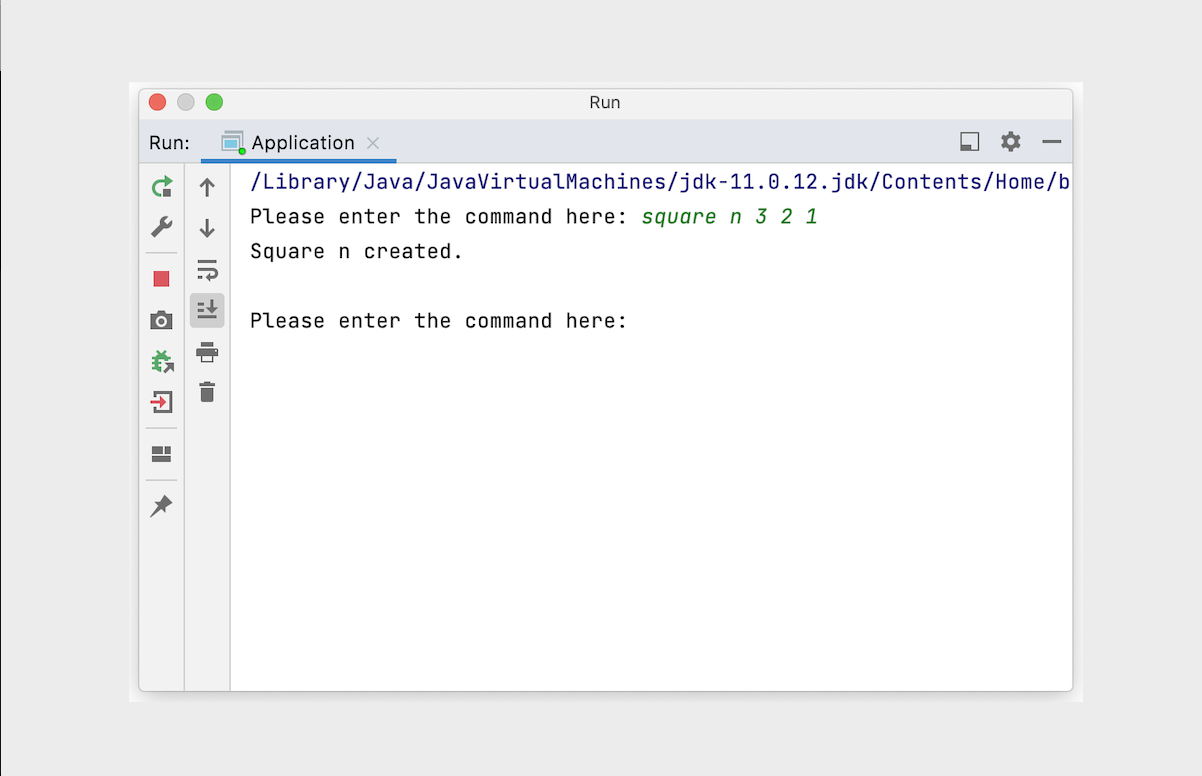 Run
Run: Application
/Library/Java/JavaVirtualMachines/jdk-11.0.12.jdk/Contents/Home/b
Please enter the command here: square n 3 2 1
Square n created.
Please enter the command here: